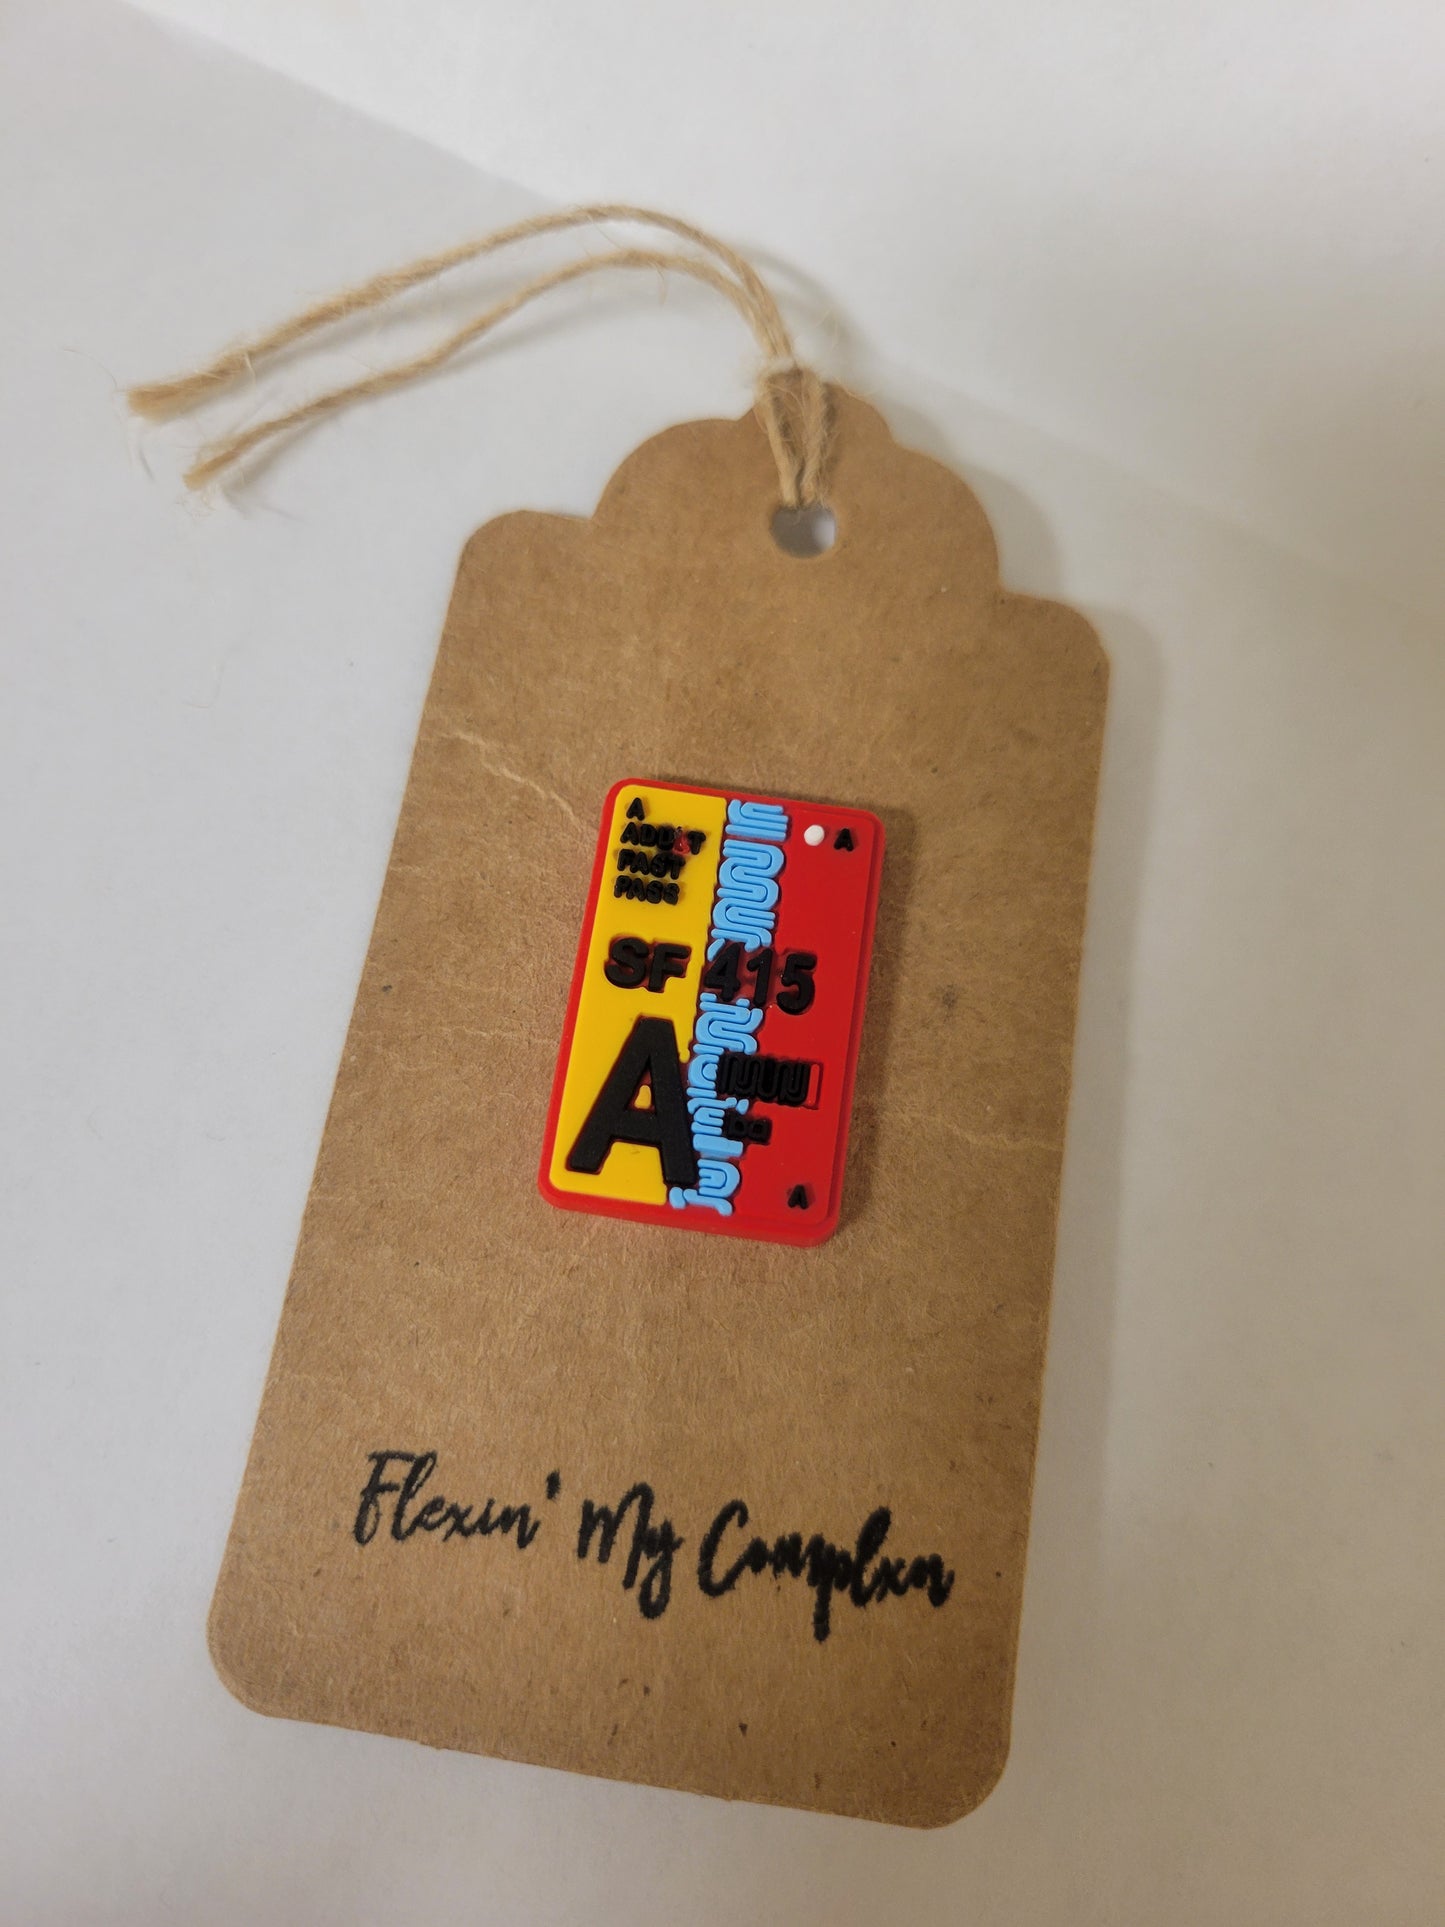 A
A
ADULT
FAST
PASS
SF 415
A
B
A
Flexin' My Complxn